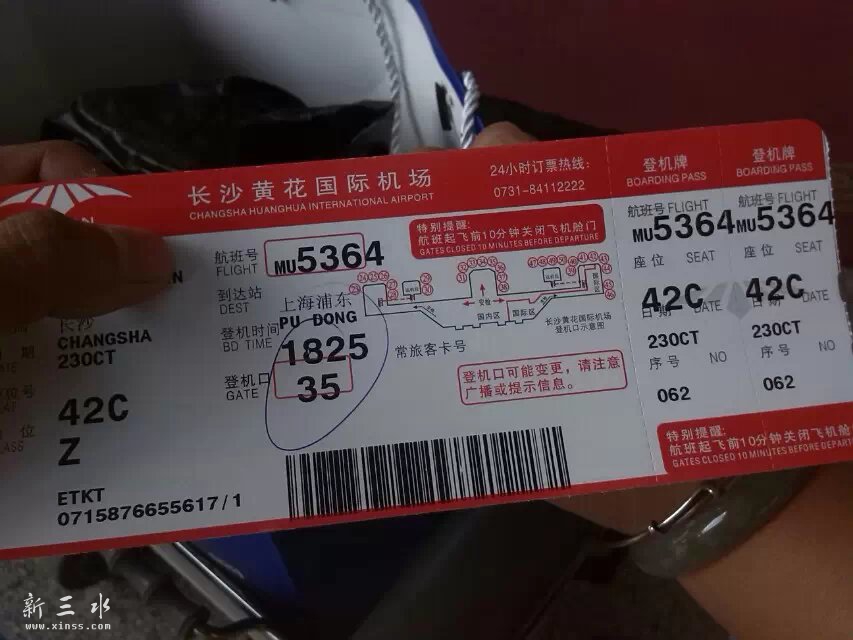 长沙黄花国际机场
CHANGSHA HUANGHUA INTERNATIONAL AIRPORT
24小时订票热线:
0731-84112222
特别提醒:
航班起飞前10分钟关闭飞机舱门
GATES CLOSED 10 MINUTES BEFORE DEPARTURE
航班号
FLIGHT
MU5364
到达站
DEST
上海浦东
PU DONG
登机时间
BD TIME
1825
登机口
GATE
35
常旅客卡号
国内区
安检
国际区
长沙黄花国际机场
登机口示意图
登机口可能变更,请注意
广播或提示信息。
长沙
CHANGSHA
23OCT
42C
Z
ETKT
0715876655617/1
登机牌
BOARDING PASS
航班号 FLIGHT
MU5364
座位 SEAT
42C
日期 DATE
23OCT
序号 NO
062
登机牌
BOARDING PASS
航班号 FLIGHT
MU5364
座位 SEAT
42C
日期 DATE
23OCT
序号 NO
062
特别提醒:
航班起飞前10分钟关闭飞机舱
GATES CLOSED 10 MINUTES BEFORE DEPARTURE
新三水
www.xinss.com